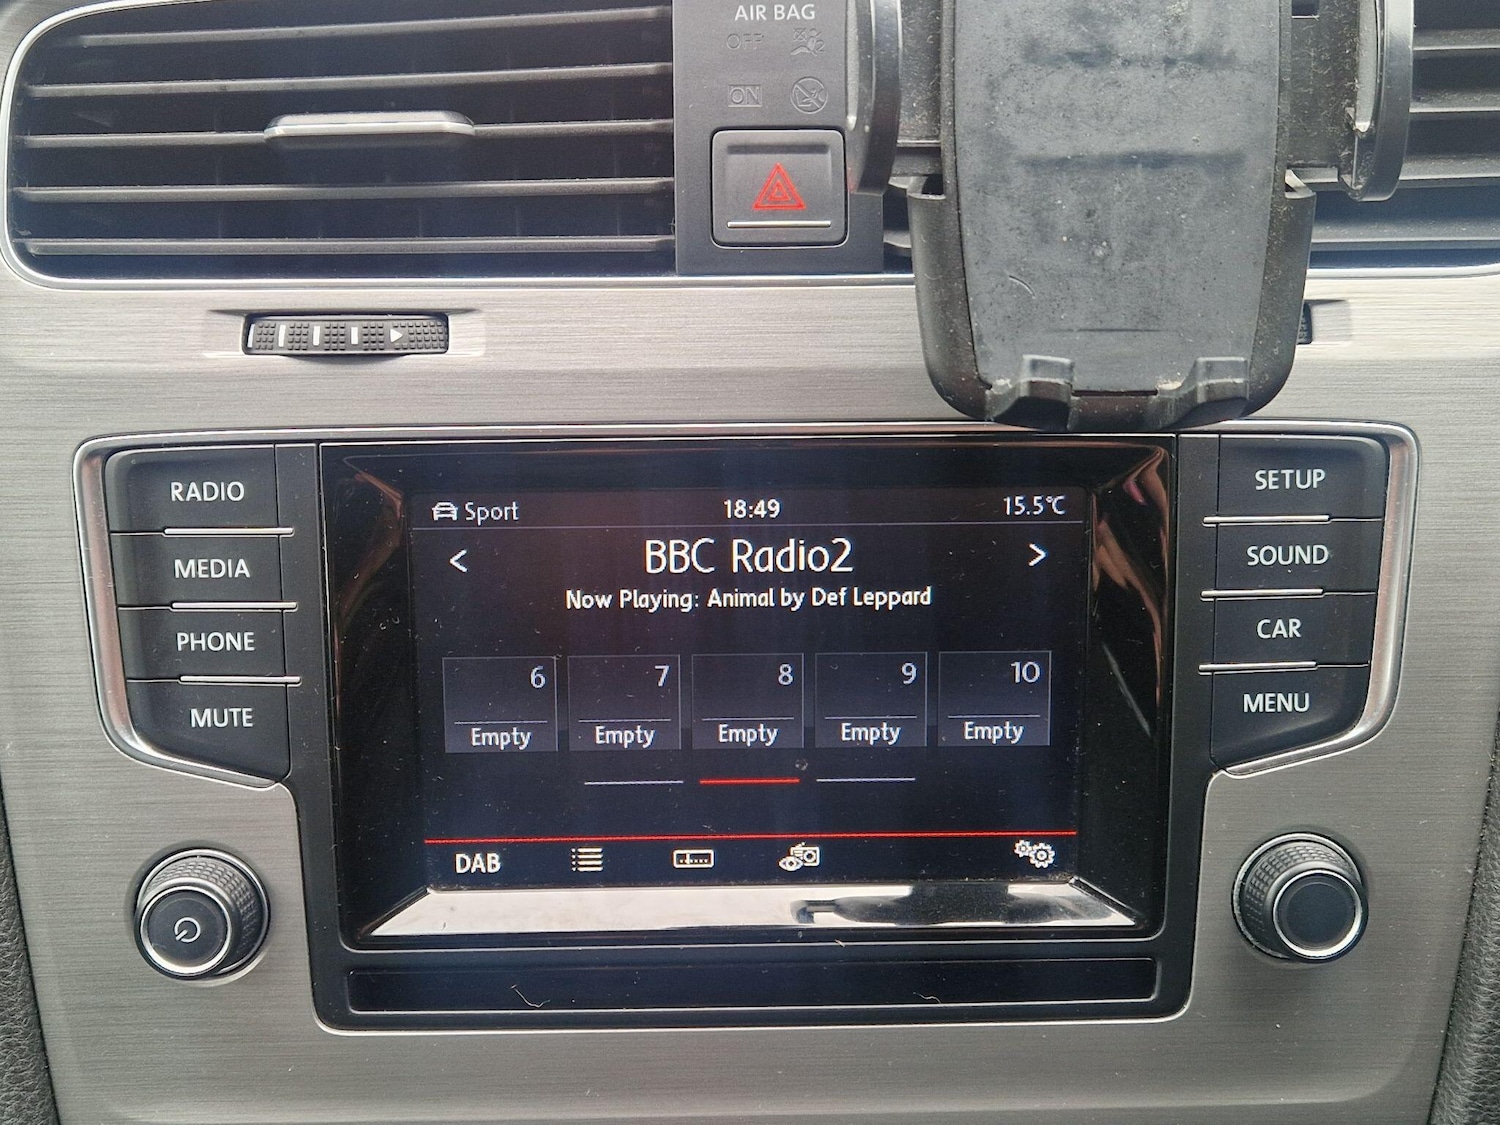 AIR BAG
OFF
ON
RADIO
MEDIA
PHONE
MUTE
Sport 18:49 15.5°C
< BBC Radio2 >
Now Playing: Animal by Def Leppard
6 7 8 9 10
Empty Empty Empty Empty Empty
DAB
SETUP
SOUND
CAR
MENU